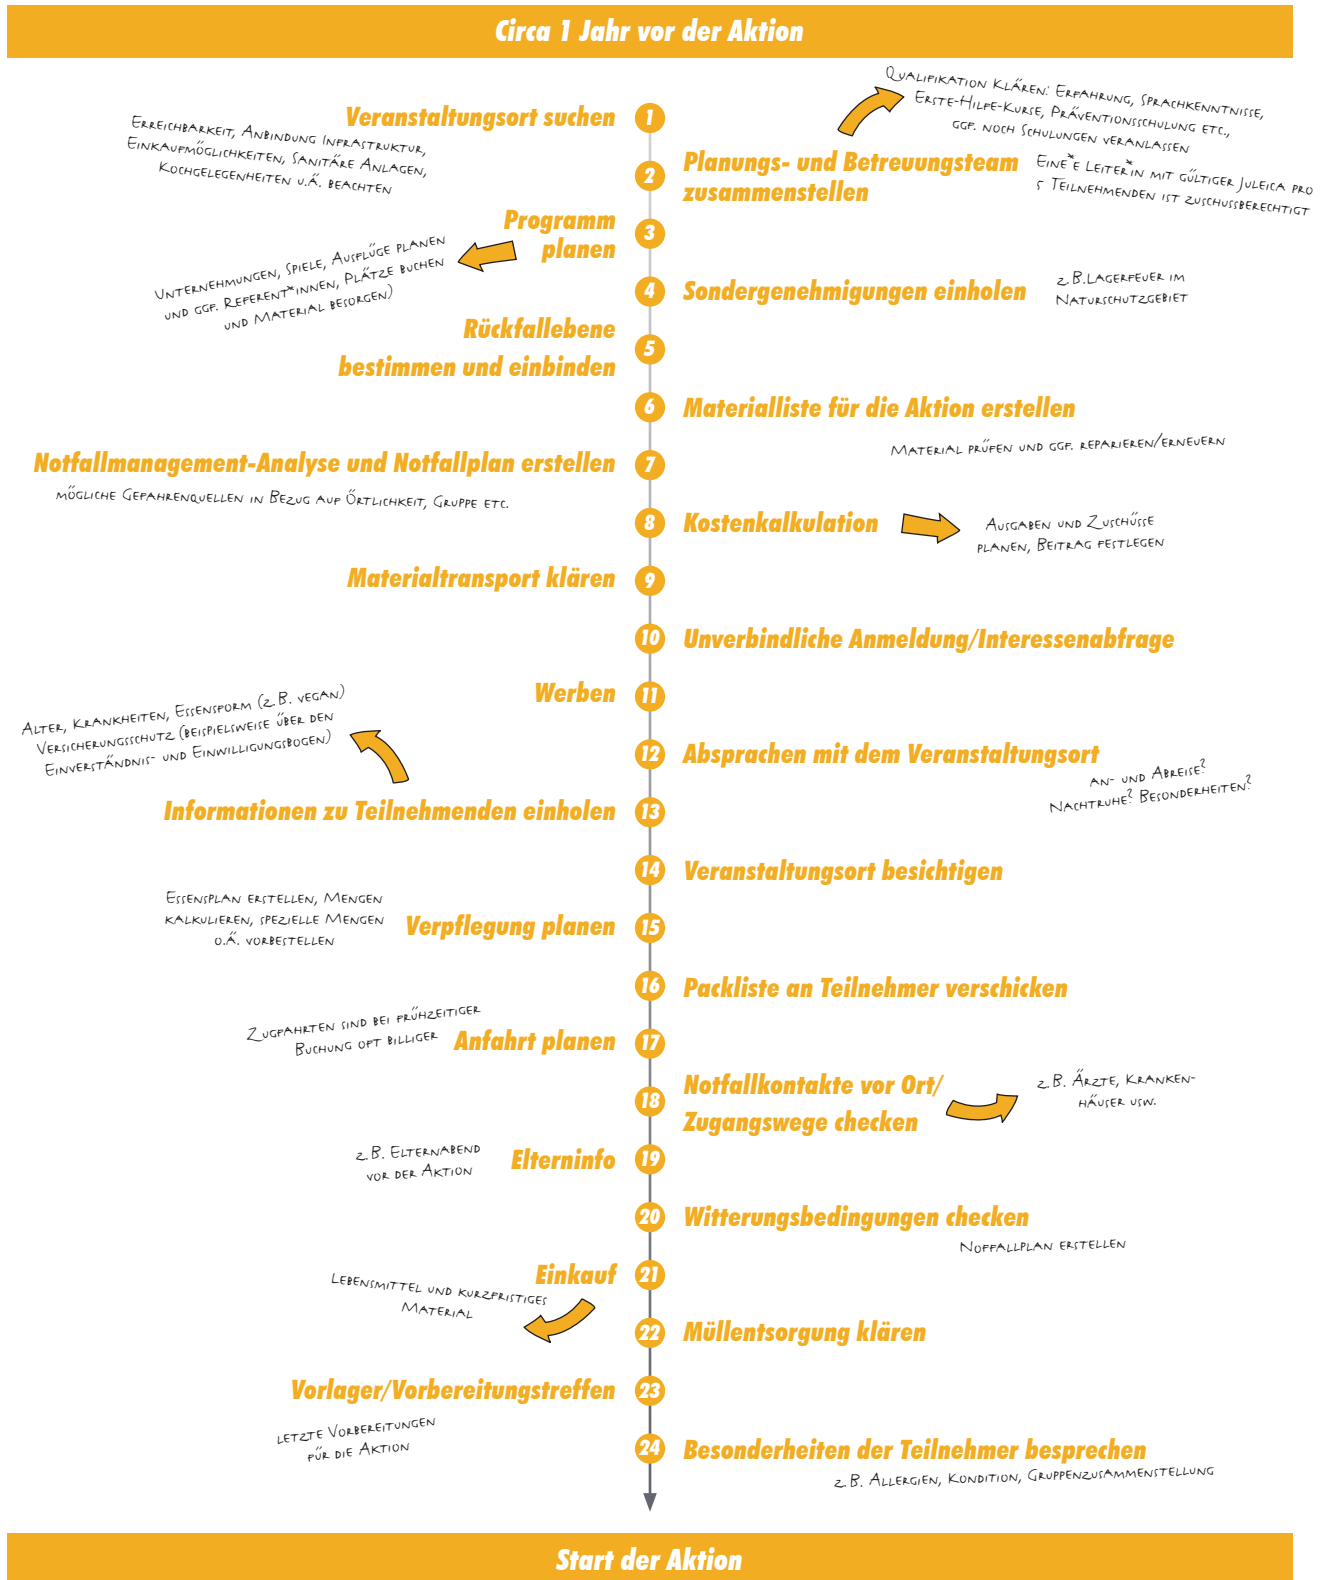 Circa 1 Jahr vor der Aktion
Veranstaltungsort suchen
1
Erreichbarkeit, Anbindung Infrastruktur,
Einkaufmöglichkeiten, Sanitäre Anlagen,
Kochgelegenheiten u.ä. beachten
Qualifikation klären: Erfahrung, Sprachkenntnisse,
Erste-Hilfe-Kurse, Präventionsschulung etc.,
ggf. noch Schulungen veranlassen
2
Planungs- und Betreuungsteam
zusammenstellen
Eine*e Leiter*in mit gültiger Juleica pro
5 Teilnehmenden ist zuschussberechtigt
Programm
planen
3
Unternehmungen, Spiele, Ausflüge planen
und ggf. Referent*innen, Plätze buchen
und Material besorgen)
4
Sondergenehmigungen einholen
z.B.Lagerfeuer im
Naturschutzgebiet
Rückfallebene
bestimmen und einbinden
5
6
Materialliste für die Aktion erstellen
Material prüfen und ggf. reparieren/erneuern
Notfallmanagement-Analyse und Notfallplan erstellen
7
mögliche Gefahrenquellen in Bezug auf Örtlichkeit, Gruppe etc.
8
Kostenkalkulation
Ausgaben und Zuschüsse
planen, Beitrag festlegen
Materialtransport klären
9
10
Unverbindliche Anmeldung/Interessenabfrage
Werben
11
12
Absprachen mit dem Veranstaltungsort
An- und Abreise?
Nachtruhe? Besonderheiten?
Alter, Krankheiten, Essensform (z.B. vegan)
Versicherungsschutz (beispielsweise über den
Einverständnis- und Einwilligungsbogen)
Informationen zu Teilnehmenden einholen
13
14
Veranstaltungsort besichtigen
Essensplan erstellen, Mengen
kalkulieren, spezielle Mengen
o.ä. vorbestellen
Verpflegung planen
15
16
Packliste an Teilnehmer verschicken
Zugfahrten sind bei frühzeitiger
Buchung oft billiger
Anfahrt planen
17
18
Notfallkontakte vor Ort/
Zugangswege checken
z.B. Ärzte, Kranken-
häuser usw.
z.B. Elternabend
vor der Aktion
Elterninfo
19
20
Witterungsbedingungen checken
Noffallplan erstellen
Einkauf
21
Lebensmittel und kurzfristiges
Material
22
Müllentsorgung klären
Vorlager/Vorbereitungstreffen
23
letzte Vorbereitungen
für die Aktion
24
Besonderheiten der Teilnehmer besprechen
z.B. Allergien, Kondition, Gruppenzusammenstellung
Start der Aktion